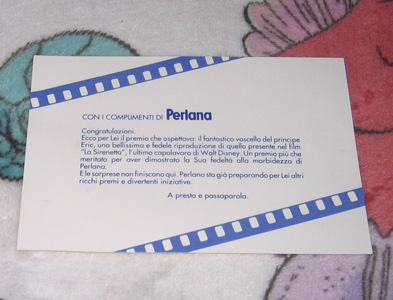 CON I COMPLIMENTI DI Perlana
Congratulazioni.
Ecco per Lei il premio che aspettava: il fantastico vascello del principe
Eric, una bellissima e fedele riproduzione di quello presente nel film
"La Sirenetta", l'ultimo capolavoro di Walt Disney. Un premio più che
meritato per aver dimostrato la Sua fedeltà alla morbidezza di
Perlana.
E le sorprese non finiscono qui. Perlana sta già preparando per Lei altri
ricchi premi e divertenti iniziative.
A presto e passaparola.